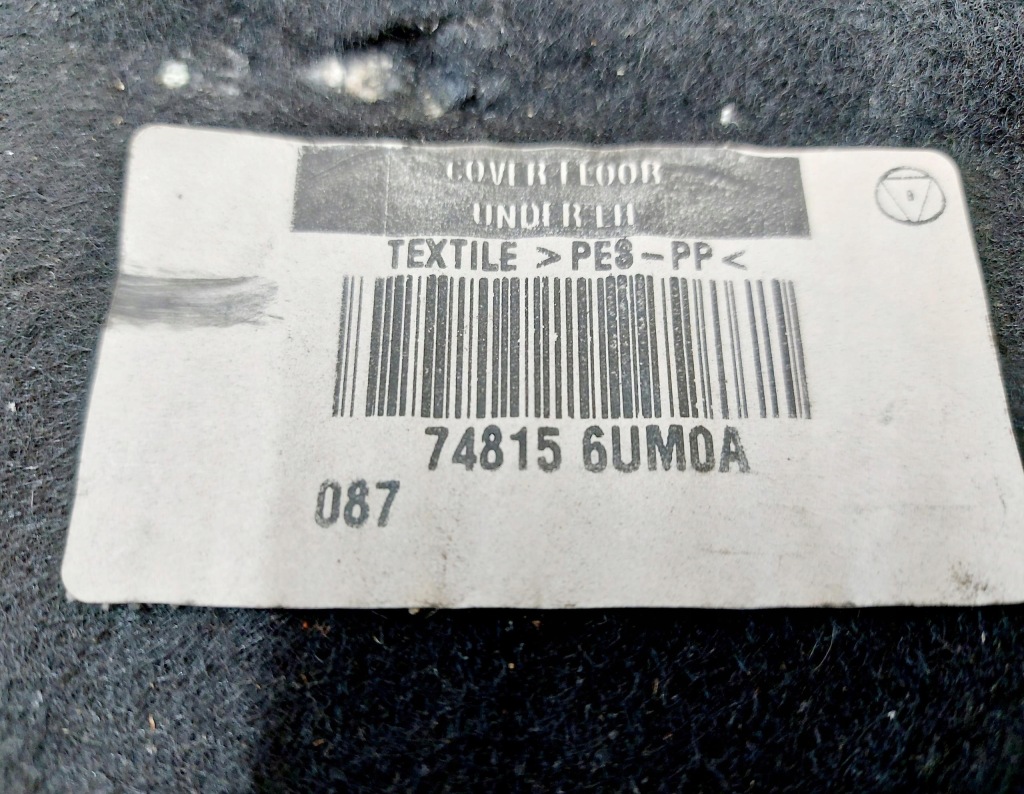 COVER FLOOR
UNDER LH
TEXTILE >PES-PP<
74815 6UM0A
087